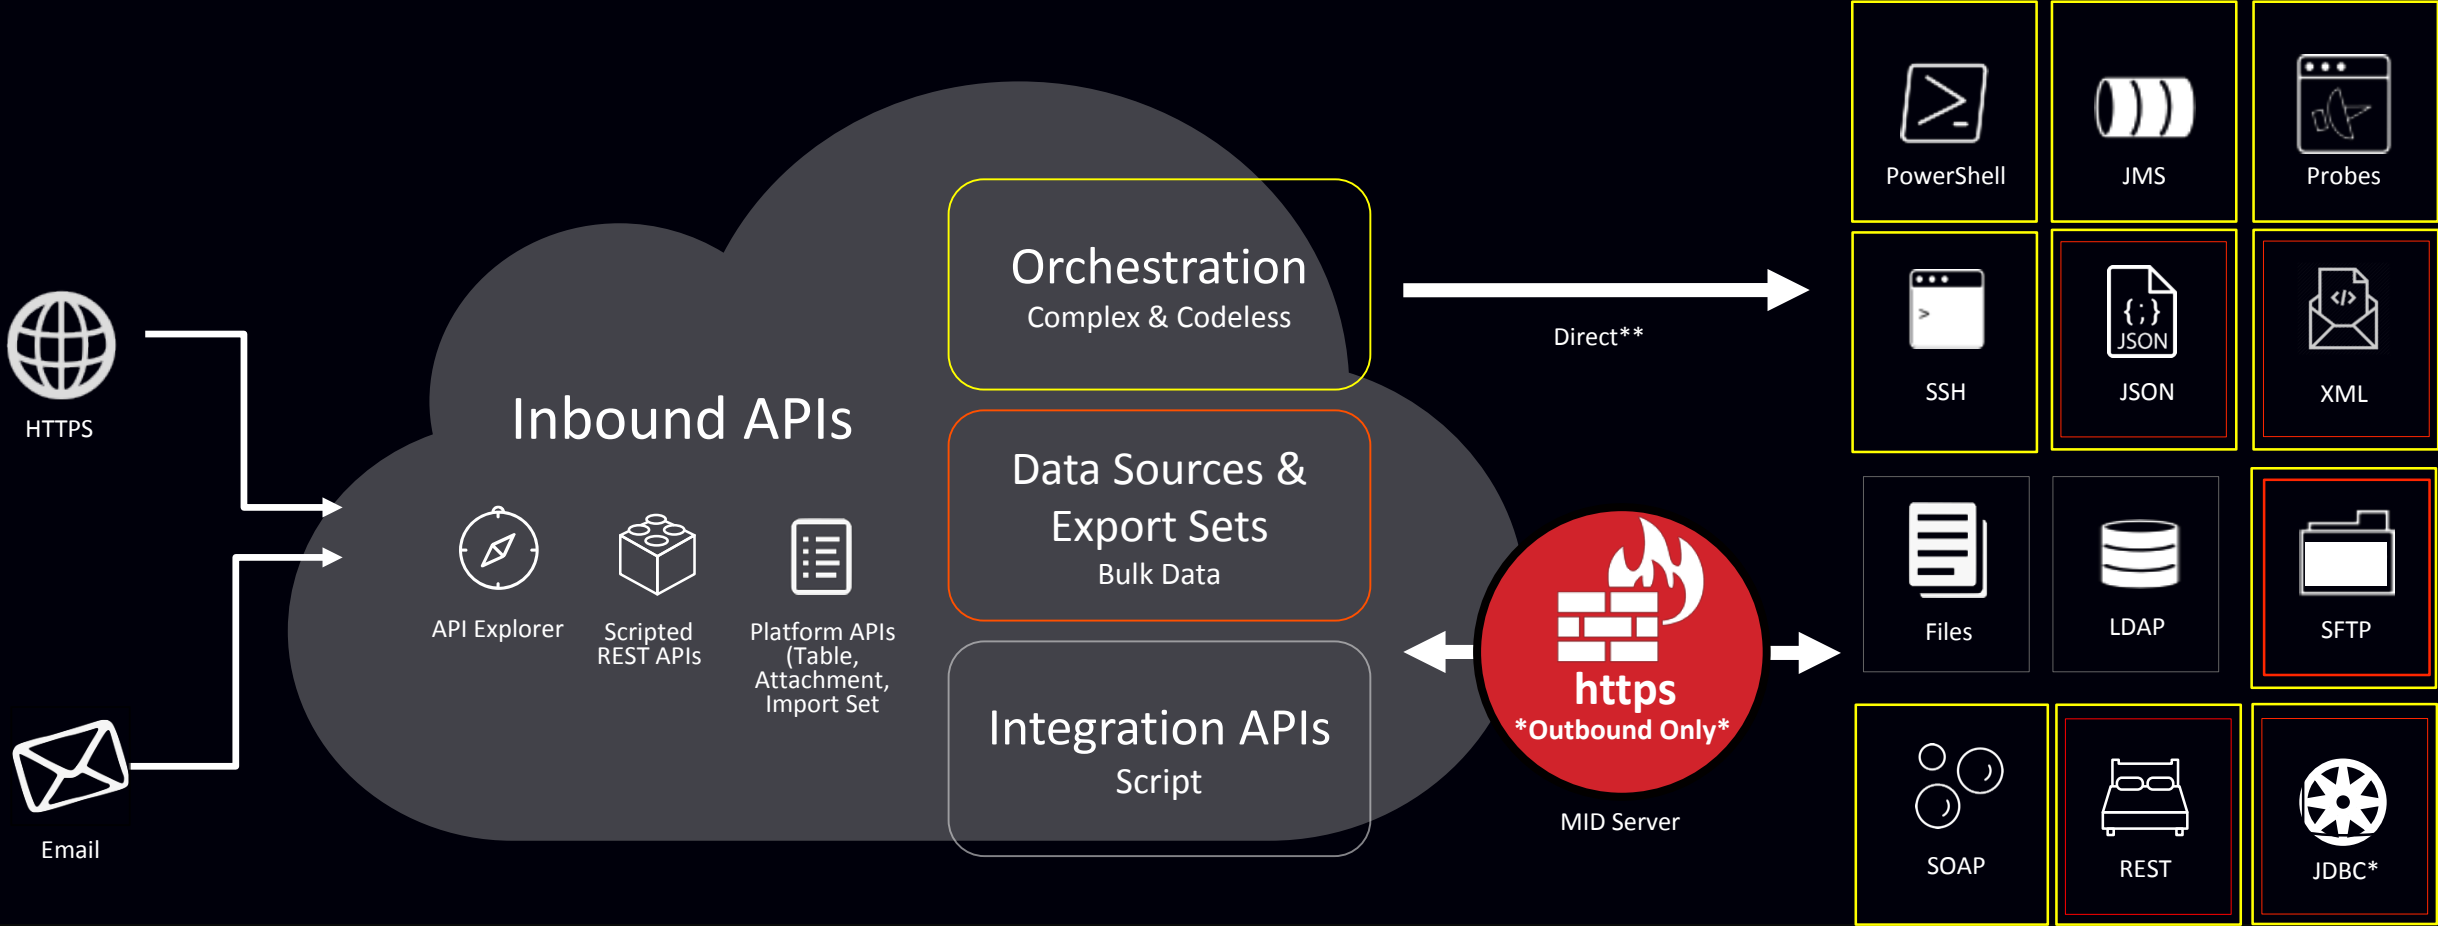 HTTPS
Email
Inbound APIs
API Explorer
Scripted
REST APIs
Platform APIs
(Table,
Attachment,
Import Set
Orchestration
Complex & Codeless
Data Sources &
Export Sets
Bulk Data
Integration APIs
Script
Direct**
https
*Outbound Only*
MID Server
PowerShell
JMS
Probes
>
SSH
{;}
JSON
JSON
</>
XML
Files
LDAP
SFTP
SOAP
REST
JDBC*